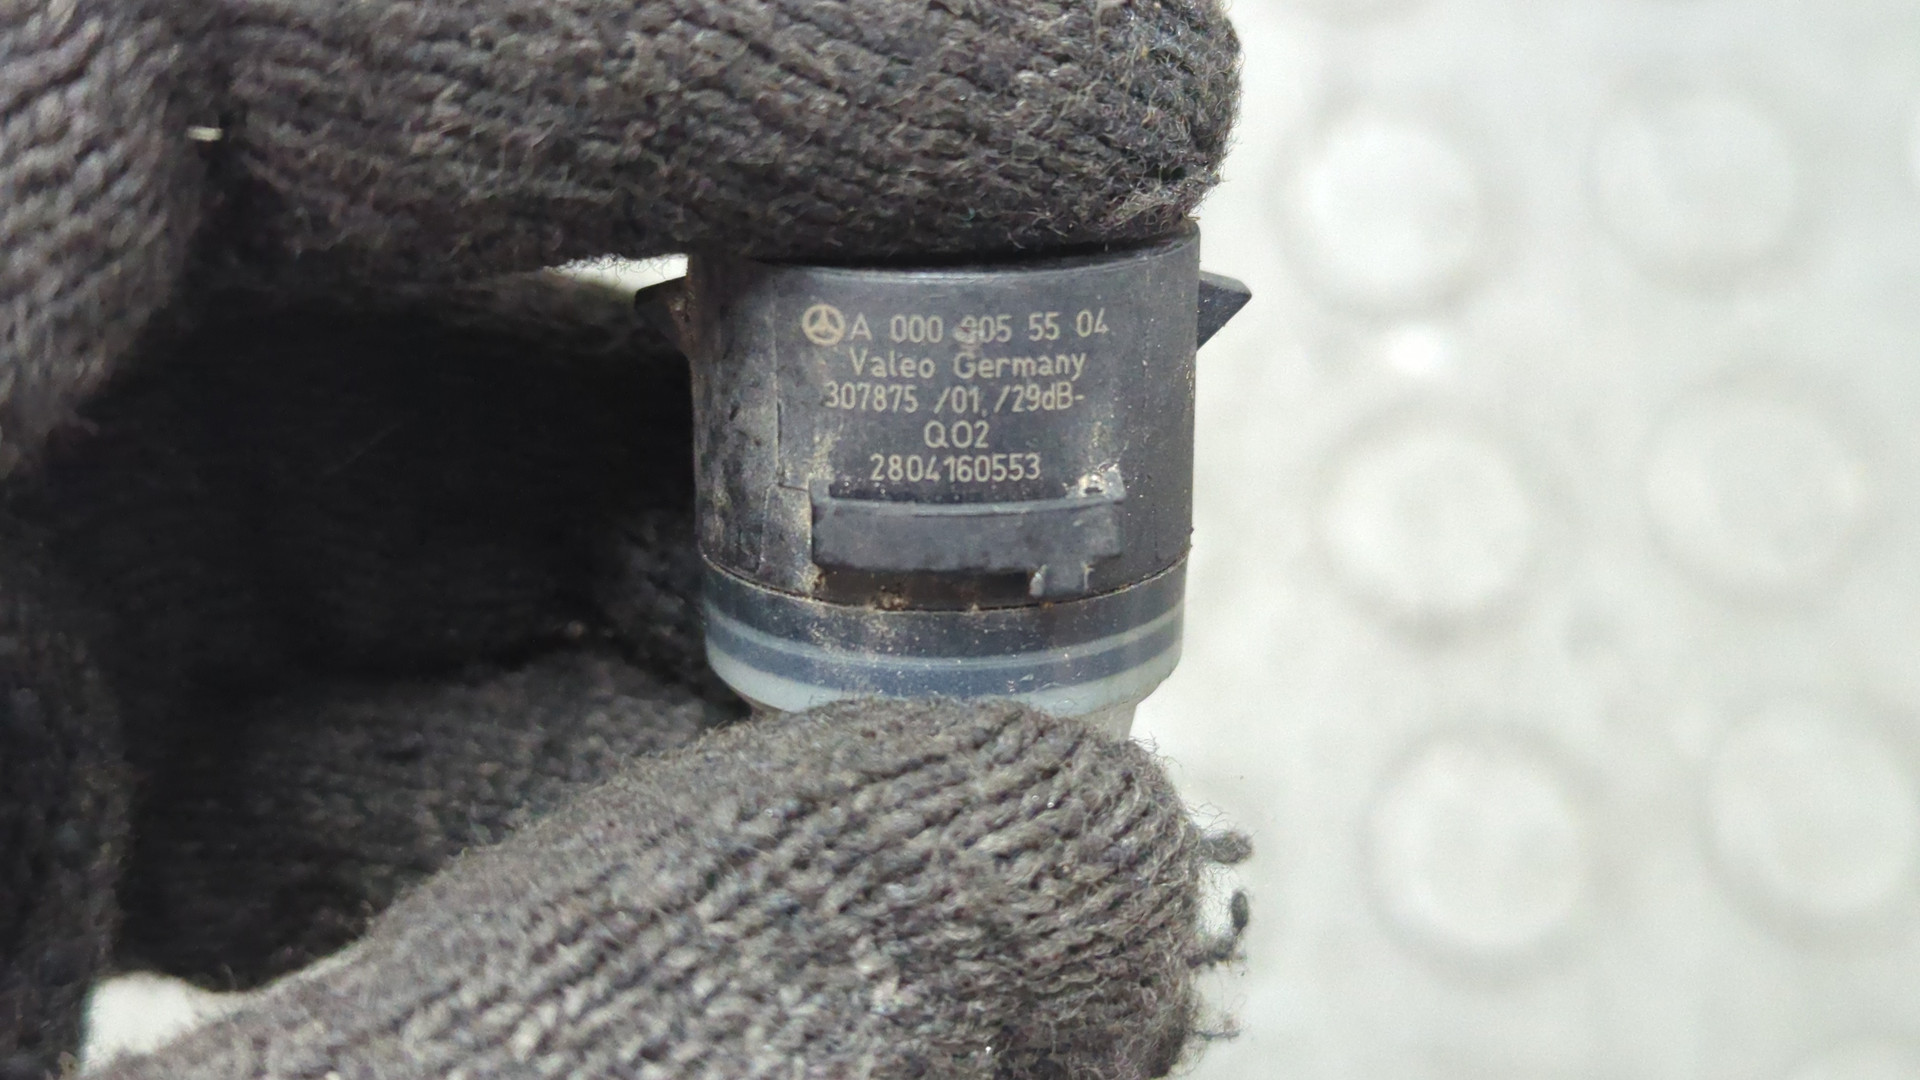 A 000 905 55 04
Valeo Germany
307875 /01, /29dB-
Q02
2804160553